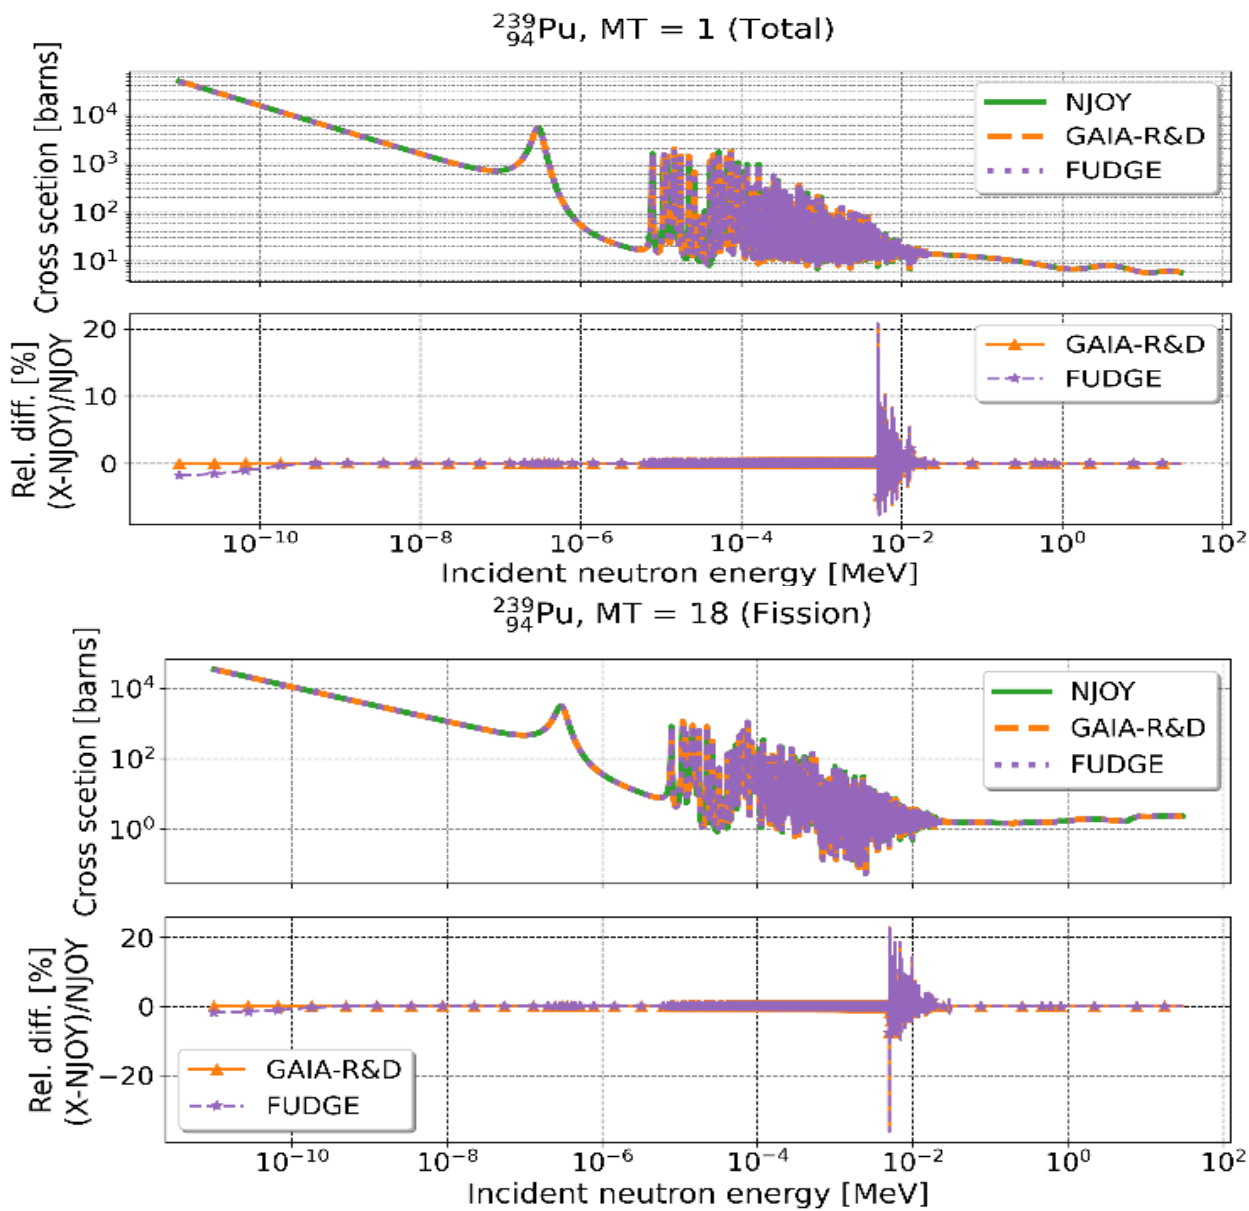 ²³⁹₉₄Pu, MT = 1 (Total)
Cross scetion [barns]
10⁴
10³
10²
10¹
NJOY
GAIA-R&D
FUDGE
Rel. diff. [%]
(X-NJOY)/NJOY
20
10
0
GAIA-R&D
FUDGE
10⁻¹⁰ 10⁻⁸ 10⁻⁶ 10⁻⁴ 10⁻² 10⁰ 10²
Incident neutron energy [MeV]
²³⁹₉₄Pu, MT = 18 (Fission)
Cross scetion [barns]
10⁴
10²
10⁰
NJOY
GAIA-R&D
FUDGE
Rel. diff. [%]
(X-NJOY)/NJOY
20
0
−20
GAIA-R&D
FUDGE
10⁻¹⁰ 10⁻⁸ 10⁻⁶ 10⁻⁴ 10⁻² 10⁰ 10²
Incident neutron energy [MeV]